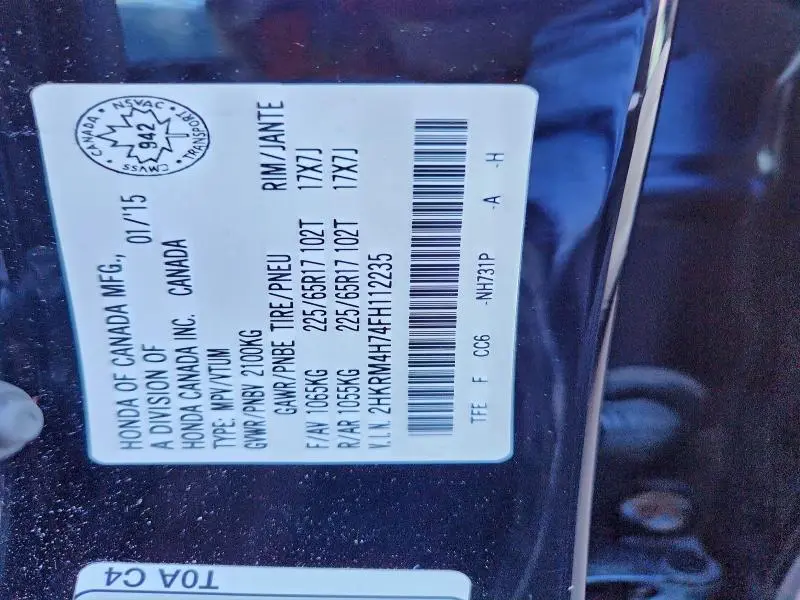 HONDA OF CANADA MFG., 01/'15
A DIVISION OF
HONDA CANADA INC. CANADA
TYPE: MPV/VTUM
GVWR/PNBV 2100KG
GAWR/PNBE TIRE/PNEU RIM/JANTE
F/AV 1065KG 225/65R17 102T 17X7J
R/AR 1055KG 225/65R17 102T 17X7J
V.I.N. 2HKRM4H74FH112235
TFE F CC6 -NH731P -A -H
CANADA • NSVAC • TRANSPORT • CMVSS
942
T0A C4